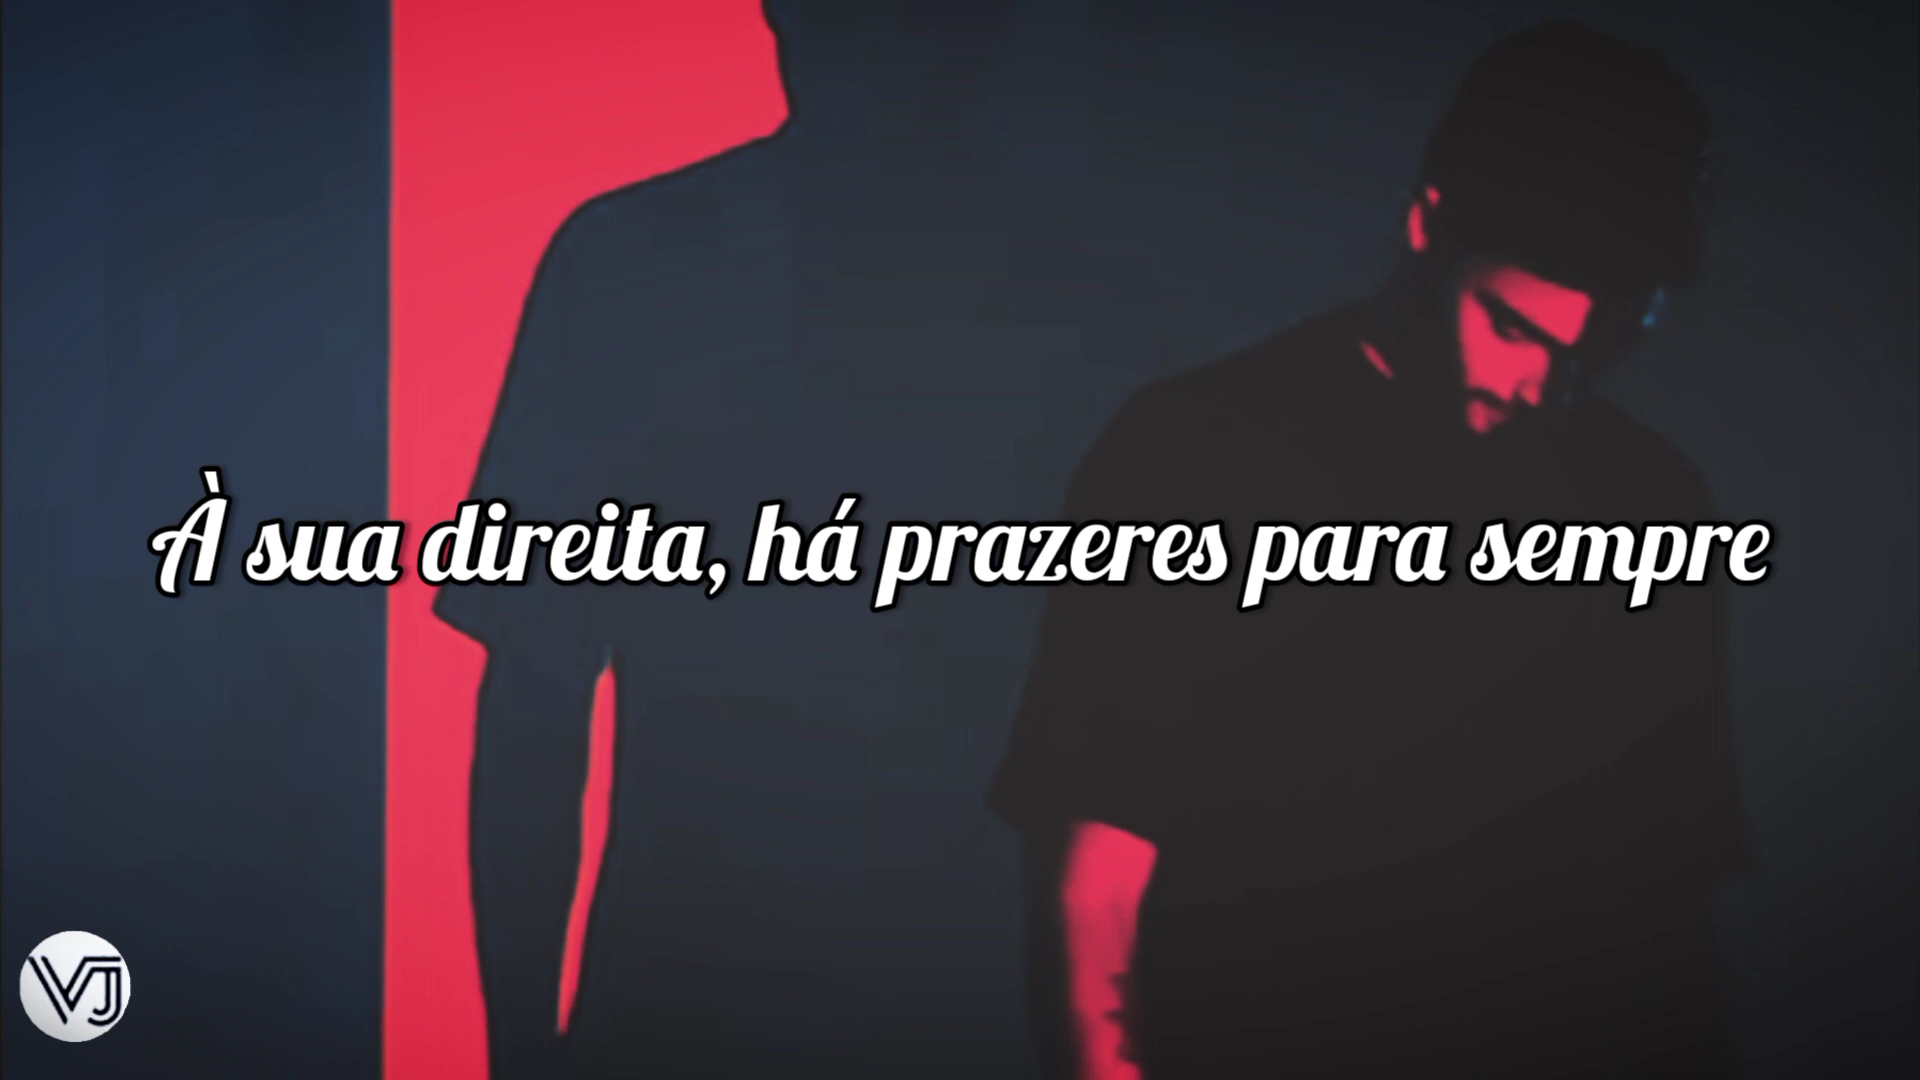 À sua direita, há prazeres para sempre
VJ